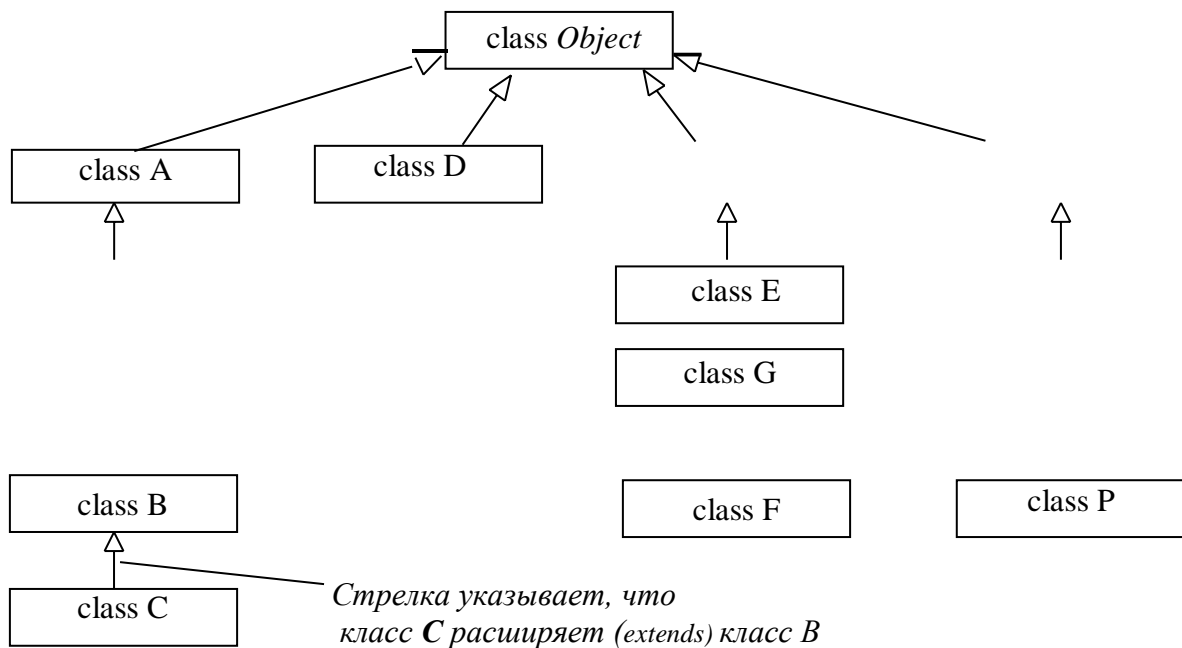 class Object
class A
class D
class E
class G
class B
class F
class P
class C
Стрелка указывает, что
класс C расширяет (extends) класс B